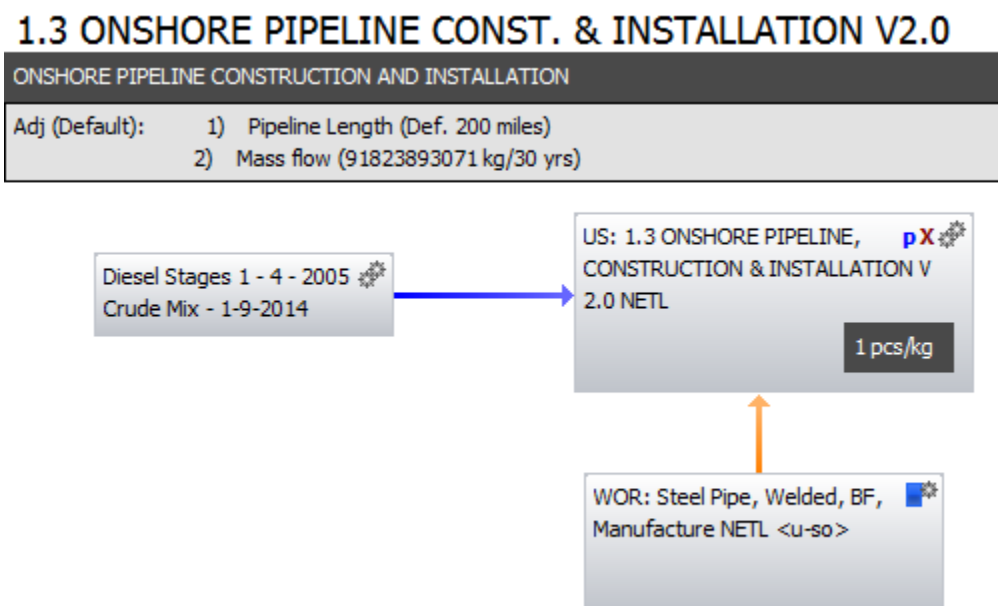 1.3 ONSHORE PIPELINE CONST. & INSTALLATION V2.0
ONSHORE PIPELINE CONSTRUCTION AND INSTALLATION
Adj (Default): 1) Pipeline Length (Def. 200 miles)
2) Mass flow (91823893071 kg/30 yrs)
US: 1.3 ONSHORE PIPELINE, pX
CONSTRUCTION & INSTALLATION V
2.0 NETL
1 pcs/kg
Diesel Stages 1 - 4 - 2005
Crude Mix - 1-9-2014
WOR: Steel Pipe, Welded, BF,
Manufacture NETL <u-so>